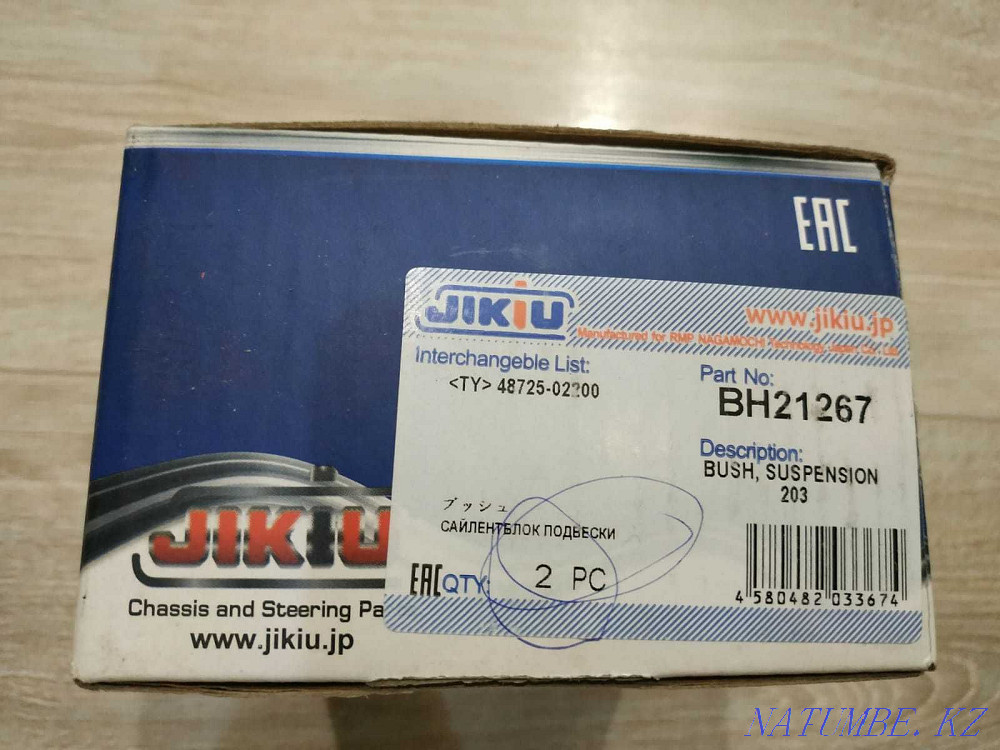 EAC
JIKIU
www.jikiu.jp
Manufactured for RMP NAGAMOCHI Technology Japan Co., Ltd.
Interchangeble List:
<TY> 48725-02200
Part No:
BH21267
Description:
BUSH, SUSPENSION
203
ブッシュ
САЙЛЕНТБЛОК ПОДВЕСКИ
EAC QTY: 2 PC
4 580482 033674
JIKIU
Chassis and Steering Pa
www.jikiu.jp
NATUMBE.KZ